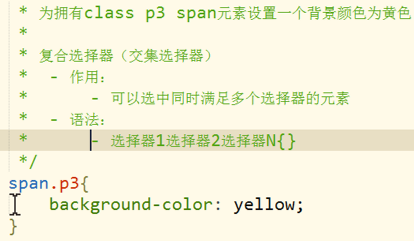 * 为拥有class p3 span元素设置一个背景颜色为黄色
*
* 复合选择器（交集选择器）
*   - 作用：
*       - 可以选中同时满足多个选择器的元素
*   - 语法：
*       - 选择器1选择器2选择器N{}
*/
span.p3{
    background-color: yellow;
}